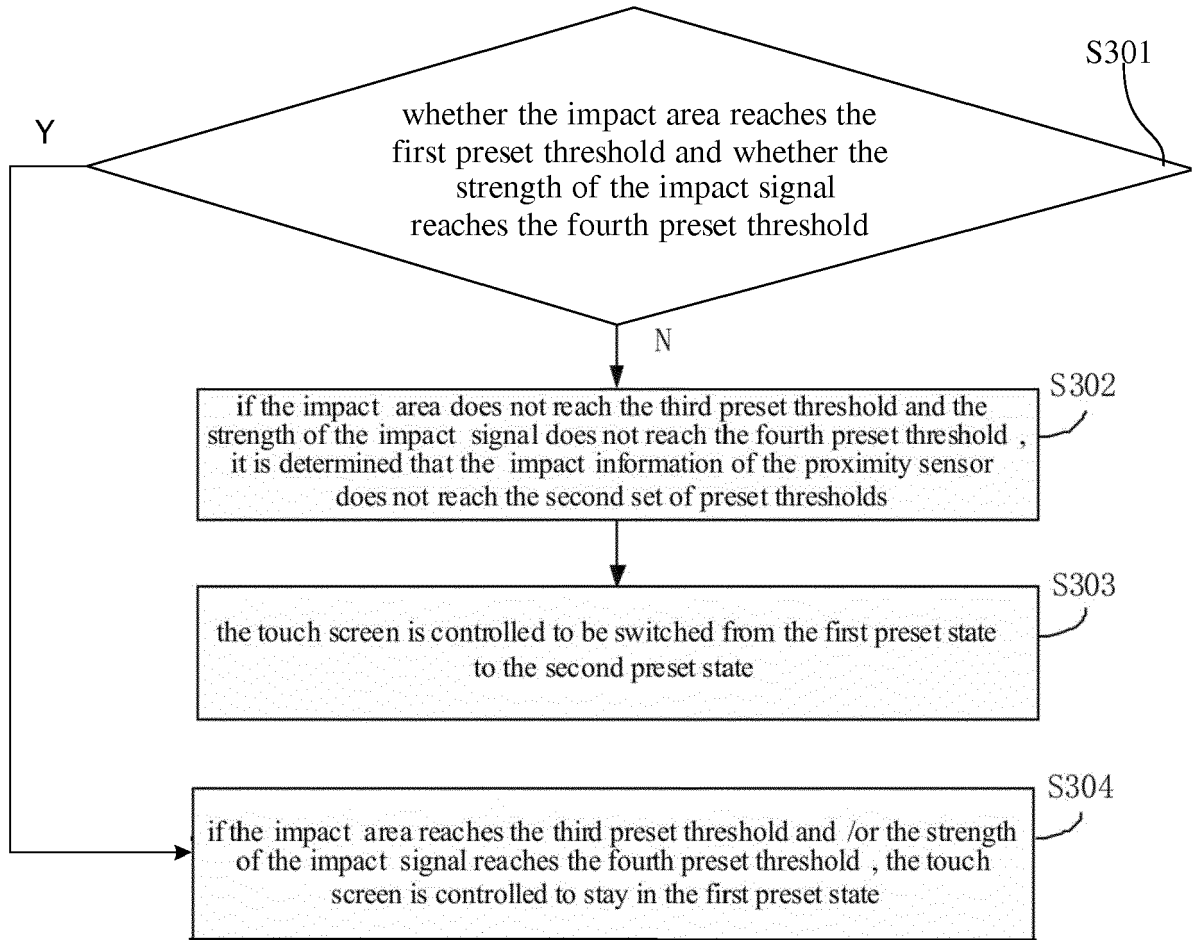 S301
whether the impact area reaches the
first preset threshold and whether the
strength of the impact signal
reaches the fourth preset threshold
Y
N
S302
if the impact area does not reach the third preset threshold and the
strength of the impact signal does not reach the fourth preset threshold ,
it is determined that the impact information of the proximity sensor
does not reach the second set of preset thresholds
S303
the touch screen is controlled to be switched from the first preset state
to the second preset state
S304
if the impact area reaches the third preset threshold and /or the strength
of the impact signal reaches the fourth preset threshold , the touch
screen is controlled to stay in the first preset state